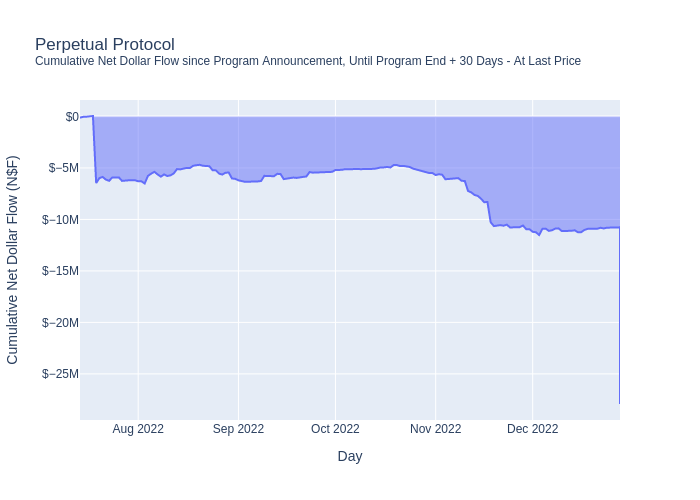 Perpetual Protocol
Cumulative Net Dollar Flow since Program Announcement, Until Program End + 30 Days - At Last Price
Cumulative Net Dollar Flow (N$F)
$0
$−5M
$−10M
$−15M
$−20M
$−25M
Aug 2022
Sep 2022
Oct 2022
Nov 2022
Dec 2022
Day